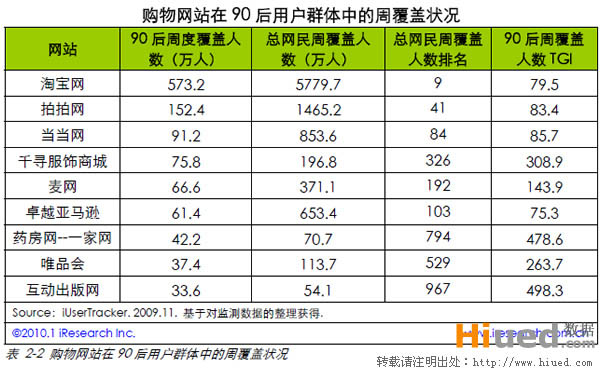 购物网站在 90 后用户群体中的周覆盖状况
网站 90 后周度覆盖人数（万人） 总网民周覆盖人数（万人） 总网民周覆盖人数排名 90 后周覆盖人数 TGI
淘宝网 573.2 5779.7 9 79.5
拍拍网 152.4 1465.2 41 83.4
当当网 91.2 853.6 84 85.7
千寻服饰商城 75.8 196.8 326 308.9
麦网 66.6 371.1 192 143.9
卓越亚马逊 61.4 653.4 103 75.3
药房网--一家网 42.2 70.7 794 478.6
唯品会 37.4 113.7 529 263.7
互动出版网 33.6 54.1 967 498.3
Source：iUserTracker. 2009.11. 基于对监测数据的整理获得.
©2010.1 iResearch Inc. www.iresearch.com.cn
Hiued 数据 .com
表 2-2 购物网站在 90 后用户群体中的周覆盖状况
转载请注明出处：http://www.hiued.com/